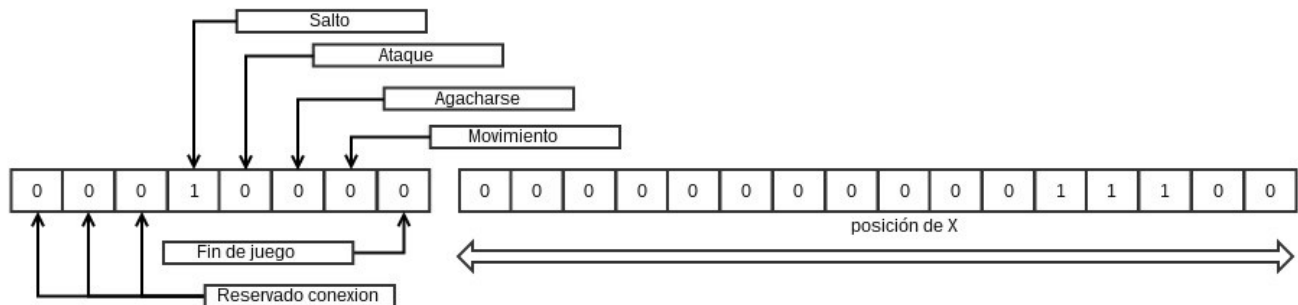 Salto
Ataque
Agacharse
Movimiento
0 0 0 1 0 0 0 0 0 0 0 0 0 0 0 0 0 0 0 1 1 1 0 0
posición de X
Fin de juego
Reservado conexion